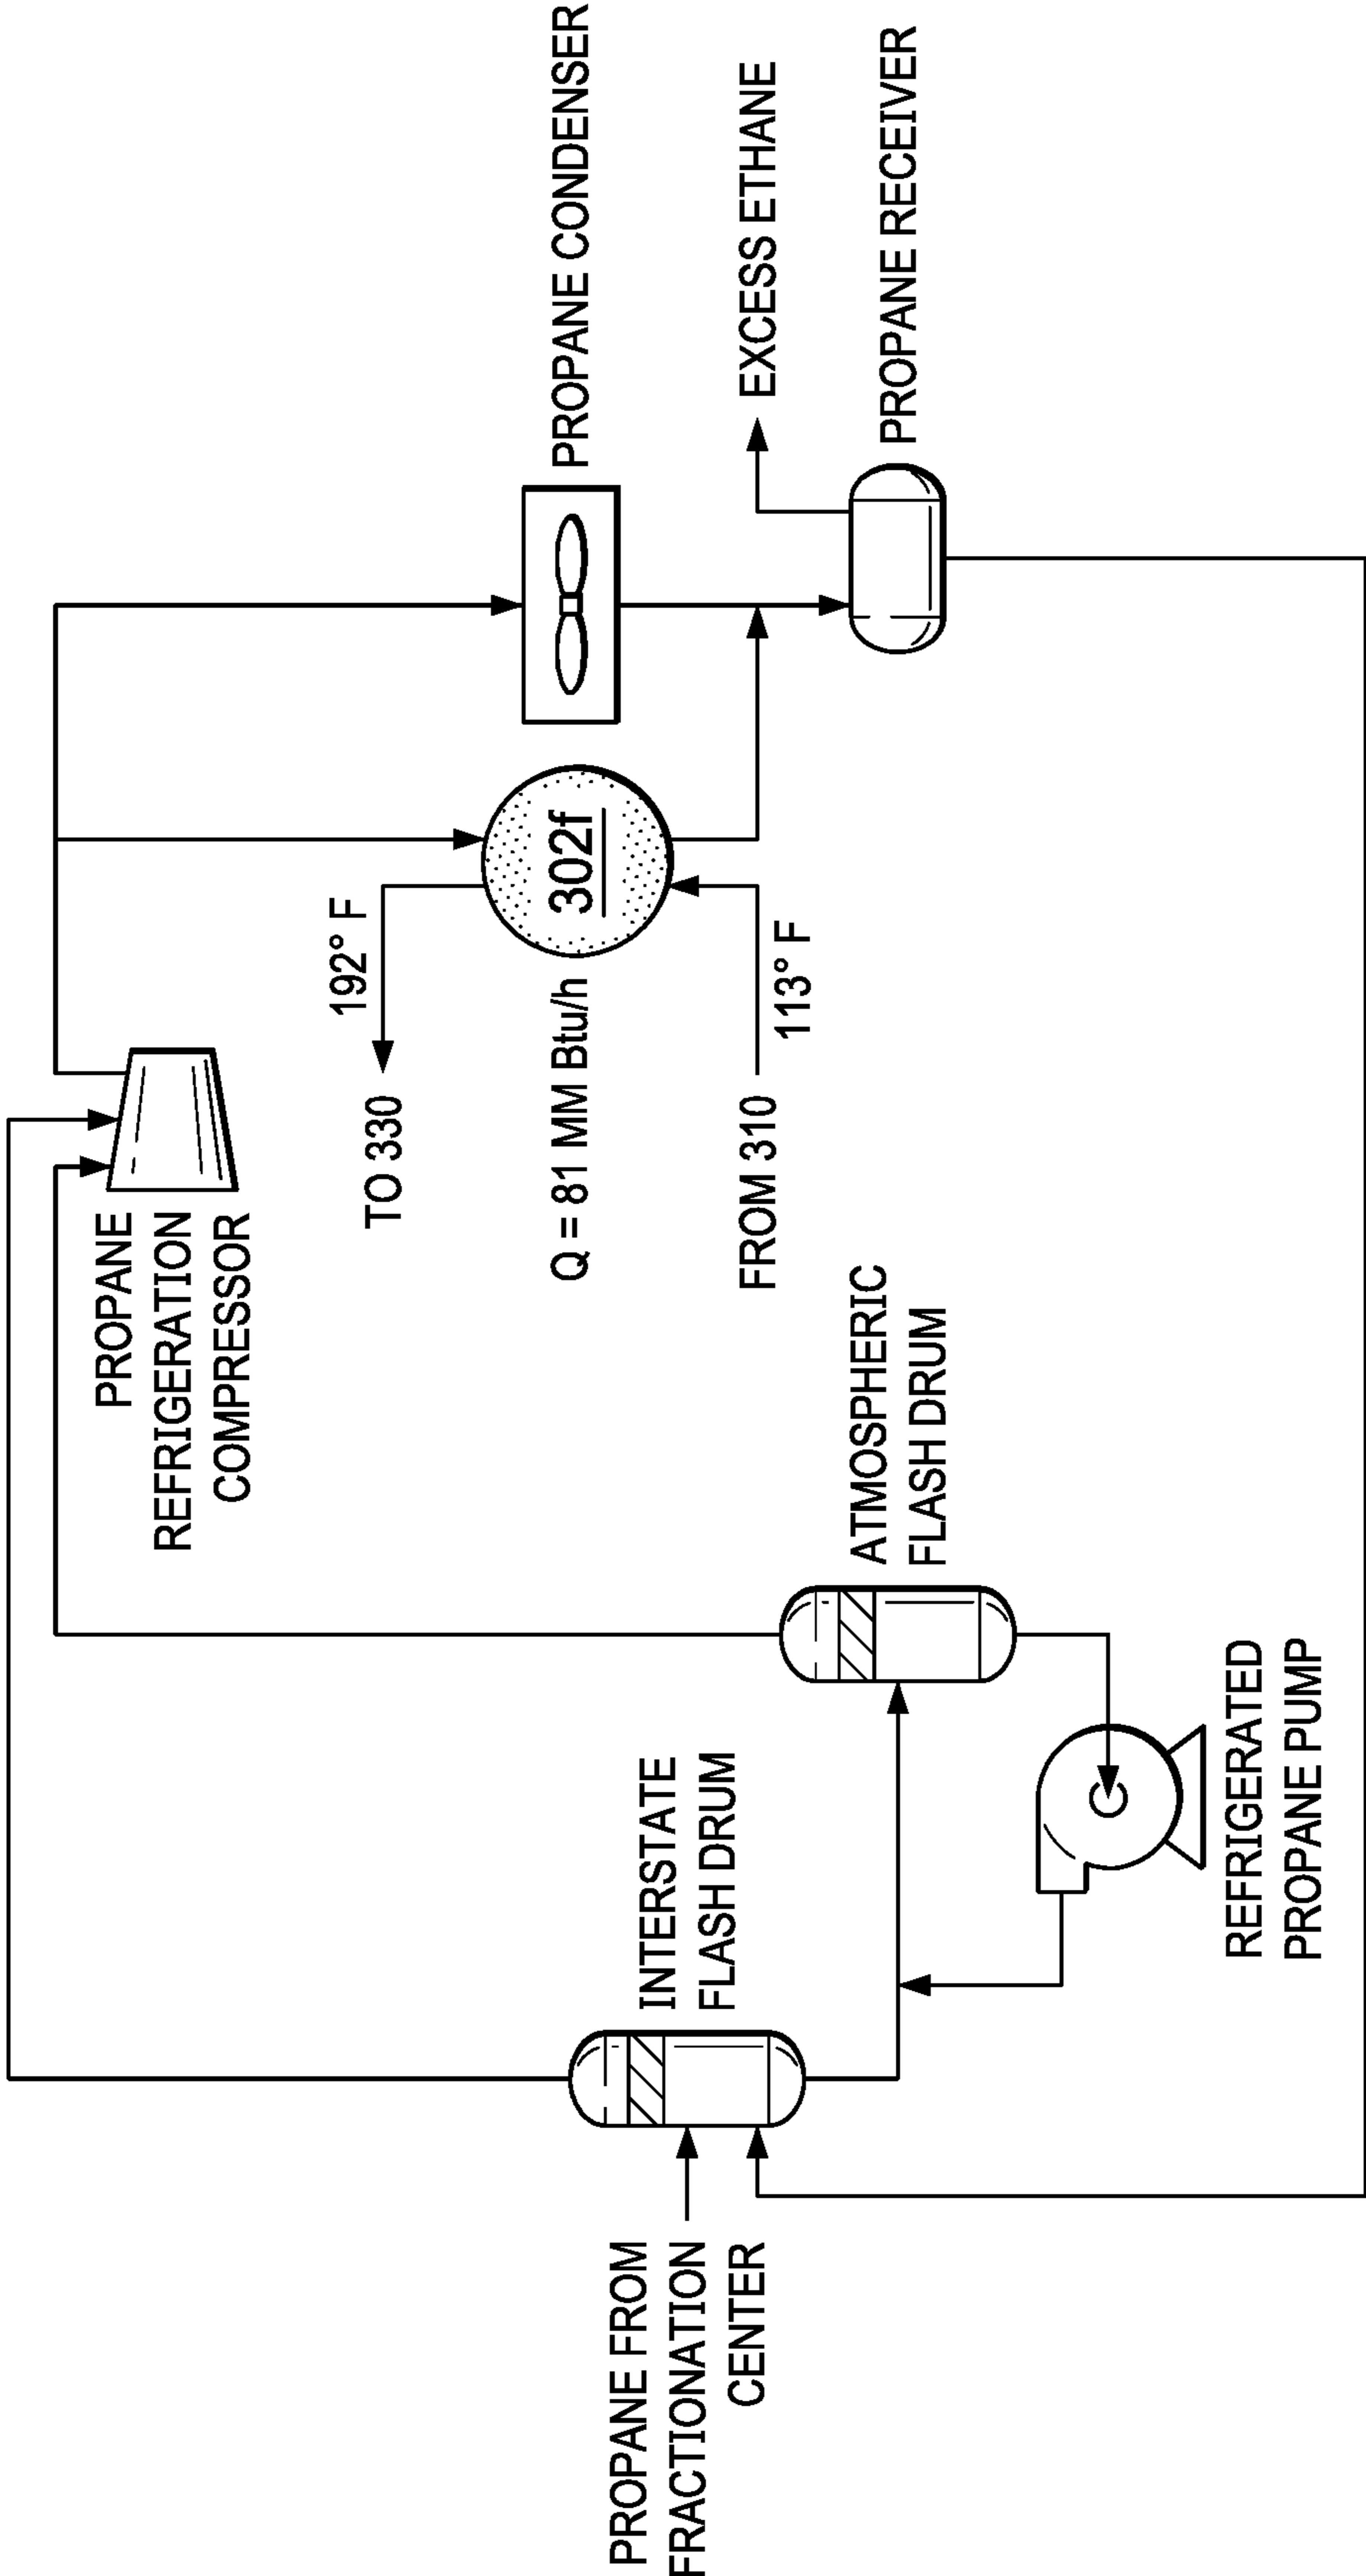 PROPANE
REFRIGERATION
COMPRESSOR
192° F
TO 330
Q = 81 MM Btu/h
302f
PROPANE CONDENSER
FROM 310
113° F
EXCESS ETHANE
PROPANE RECEIVER
INTERSTATE
FLASH DRUM
ATMOSPHERIC
FLASH DRUM
PROPANE FROM
FRACTIONATION
CENTER
REFRIGERATED
PROPANE PUMP